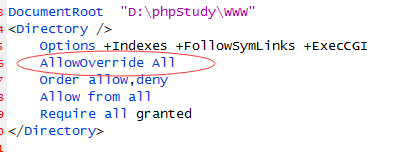 DocumentRoot  "D:\phpStudy\WWW"
<Directory />
    Options +Indexes +FollowSymLinks +ExecCGI
    AllowOverride All
    Order allow,deny
    Allow from all
    Require all granted
</Directory>